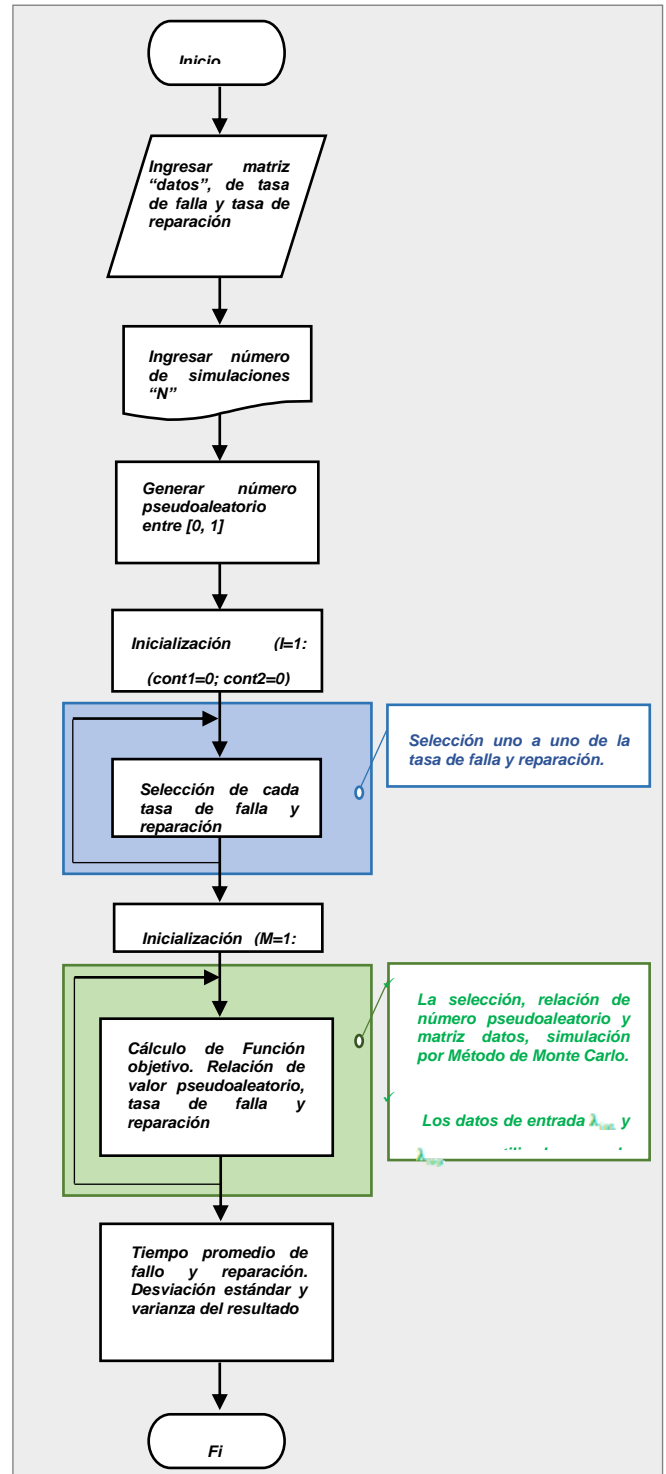 Inicio
Ingresar matriz
“datos”, de tasa
de falla y tasa de
reparación
Ingresar número
de simulaciones
“N”
Generar número
pseudoaleatorio
entre [0, 1]
Inicialización (I=1:
(cont1=0; cont2=0)
Selección uno a uno de la
tasa de falla y reparación.
Selección de cada
tasa de falla y
reparación
Inicialización (M=1:
La selección, relación de
número pseudoaleatorio y
matriz datos, simulación
por Método de Monte Carlo.
Los datos de entrada λ y
λ
Cálculo de Función
objetivo. Relación de
valor pseudoaleatorio,
tasa de falla y
reparación
Tiempo promedio de
fallo y reparación.
Desviación estándar y
varianza del resultado
Fi